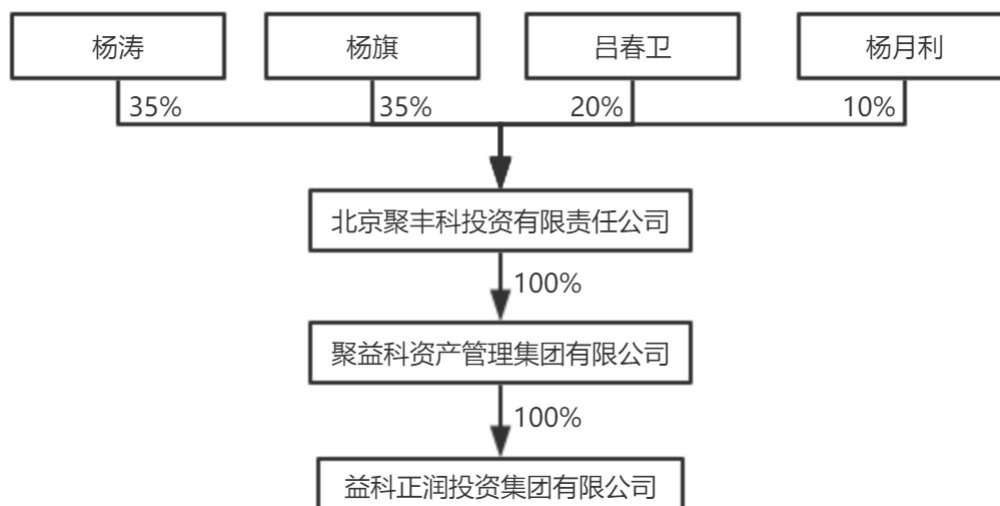 杨涛
杨旗
吕春卫
杨月利
35%
35%
20%
10%
北京聚丰科投资有限责任公司
100%
聚益科资产管理集团有限公司
100%
益科正润投资集团有限公司